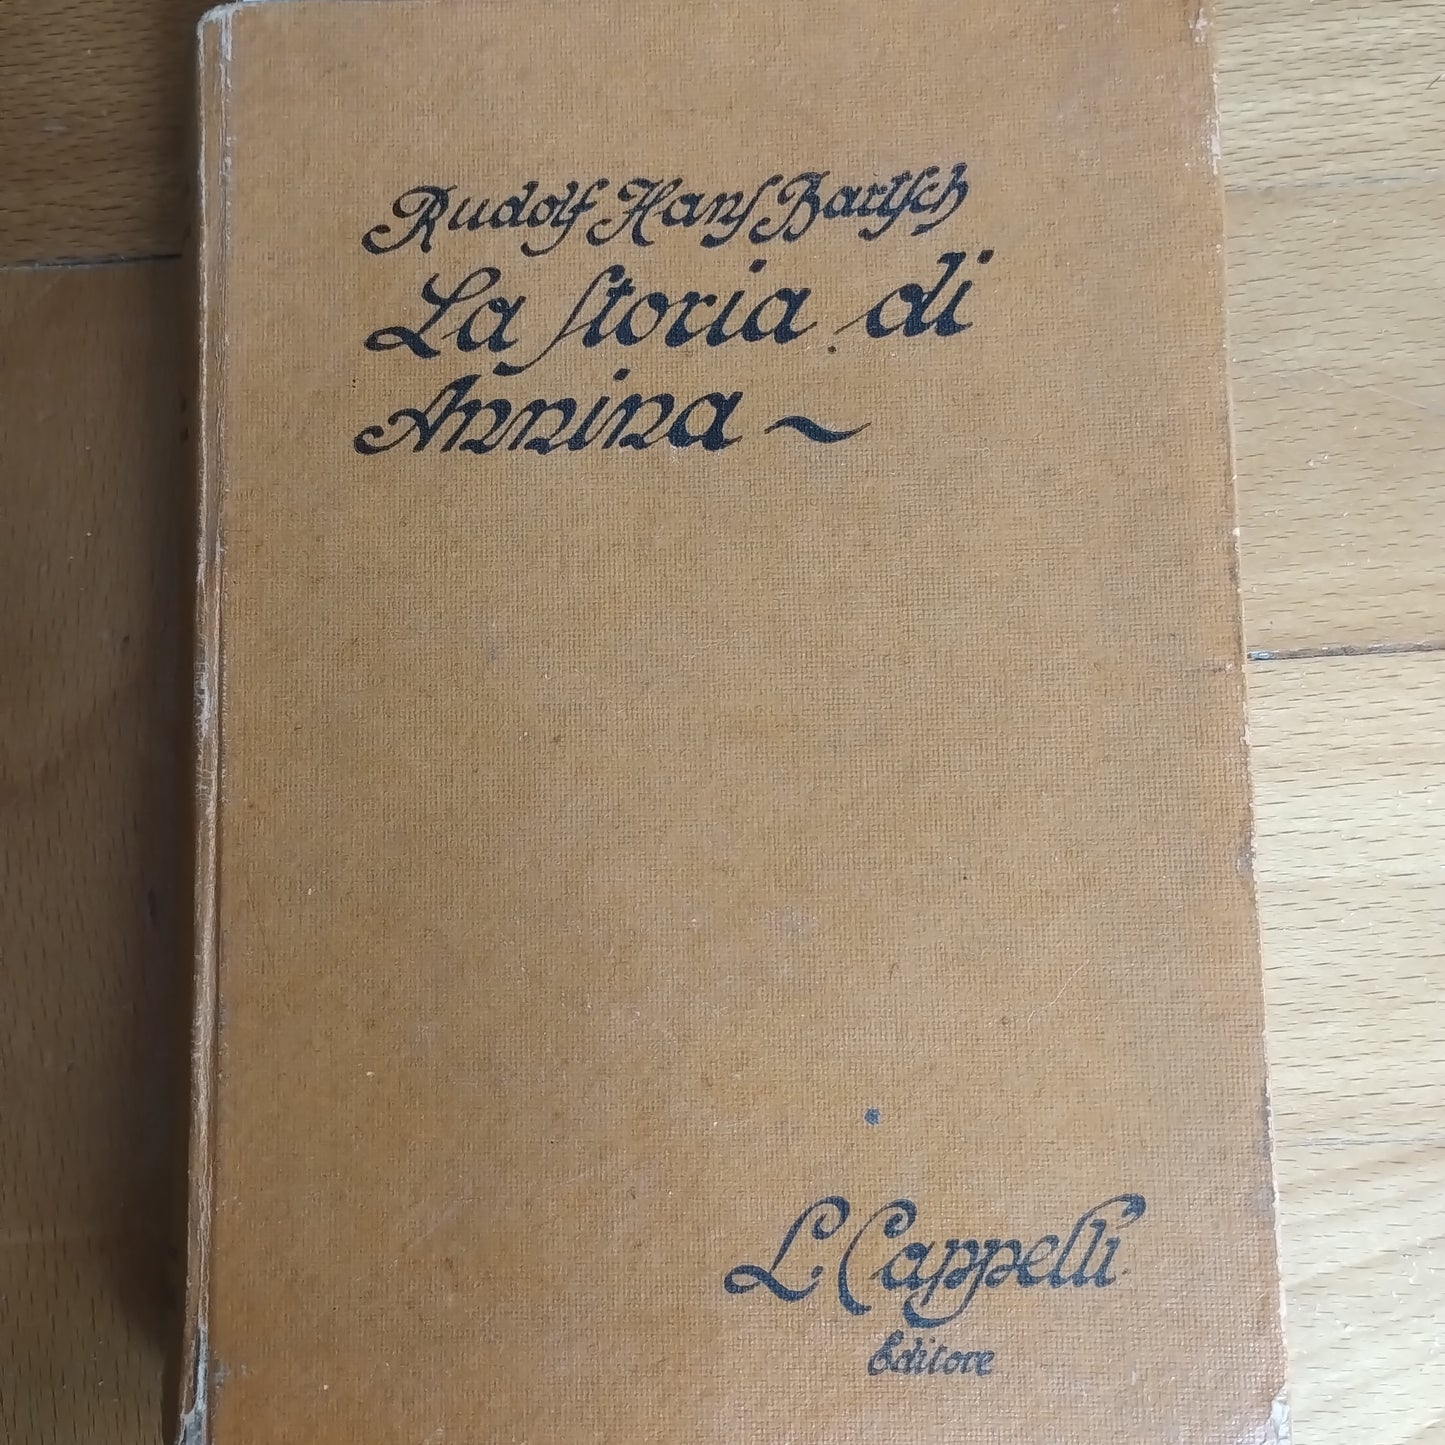 Rudolf Hans Bartsch
La storia di
Annina ~
L. Cappelli
Editore